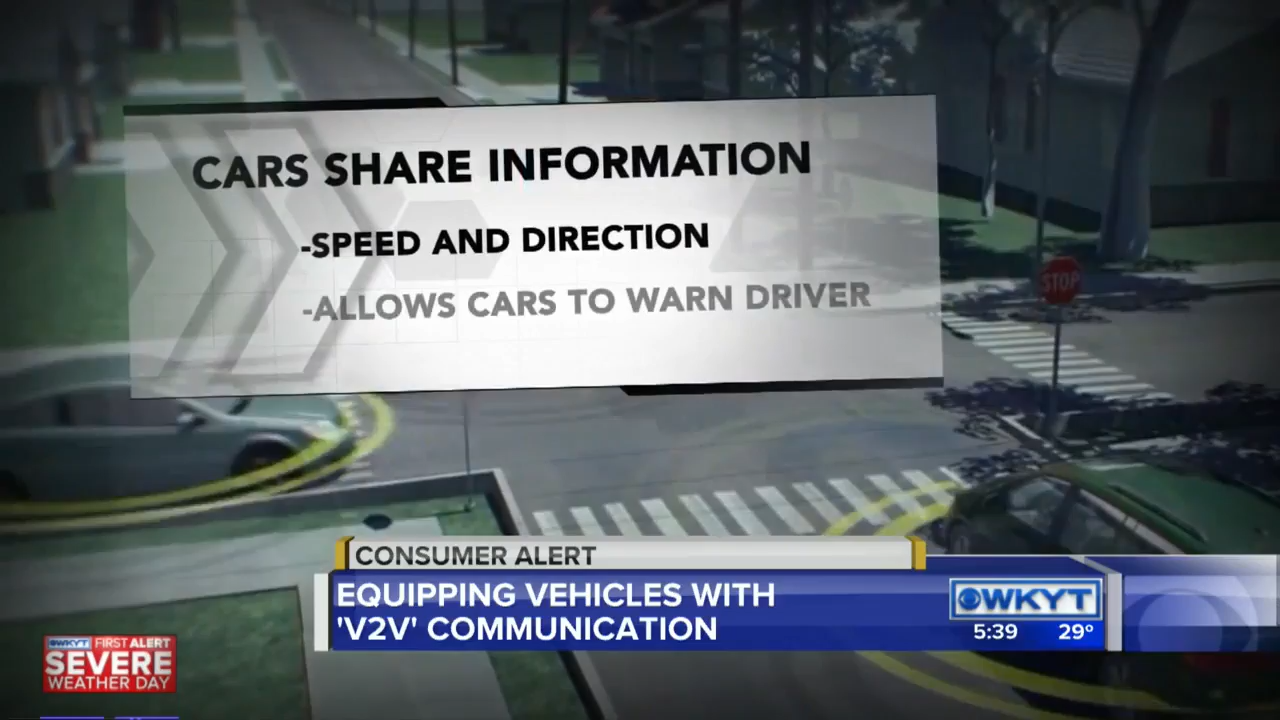 CARS SHARE INFORMATION
-SPEED AND DIRECTION
-ALLOWS CARS TO WARN DRIVER
STOP
CONSUMER ALERT
EQUIPPING VEHICLES WITH
'V2V' COMMUNICATION
WKYT
5:39 29°
WKYT FIRST ALERT
SEVERE
WEATHER DAY